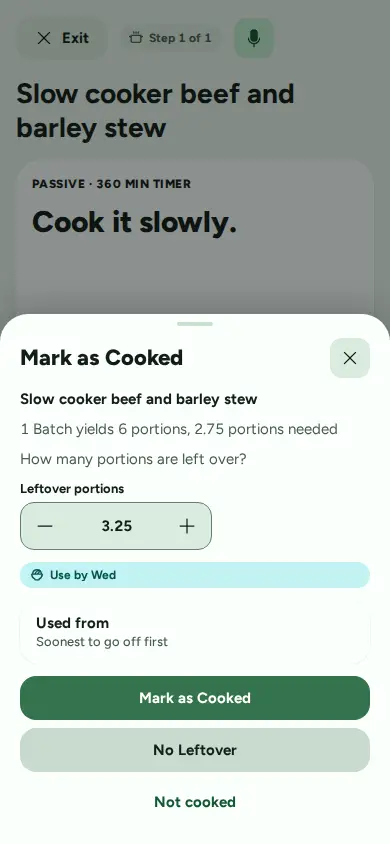 Exit
Step 1 of 1
Slow cooker beef and
barley stew
PASSIVE · 360 MIN TIMER
Cook it slowly.
Mark as Cooked
Slow cooker beef and barley stew
1 Batch yields 6 portions, 2.75 portions needed
How many portions are left over?
Leftover portions
3.25
Use by Wed
Used from
Soonest to go off first
Mark as Cooked
No Leftover
Not cooked